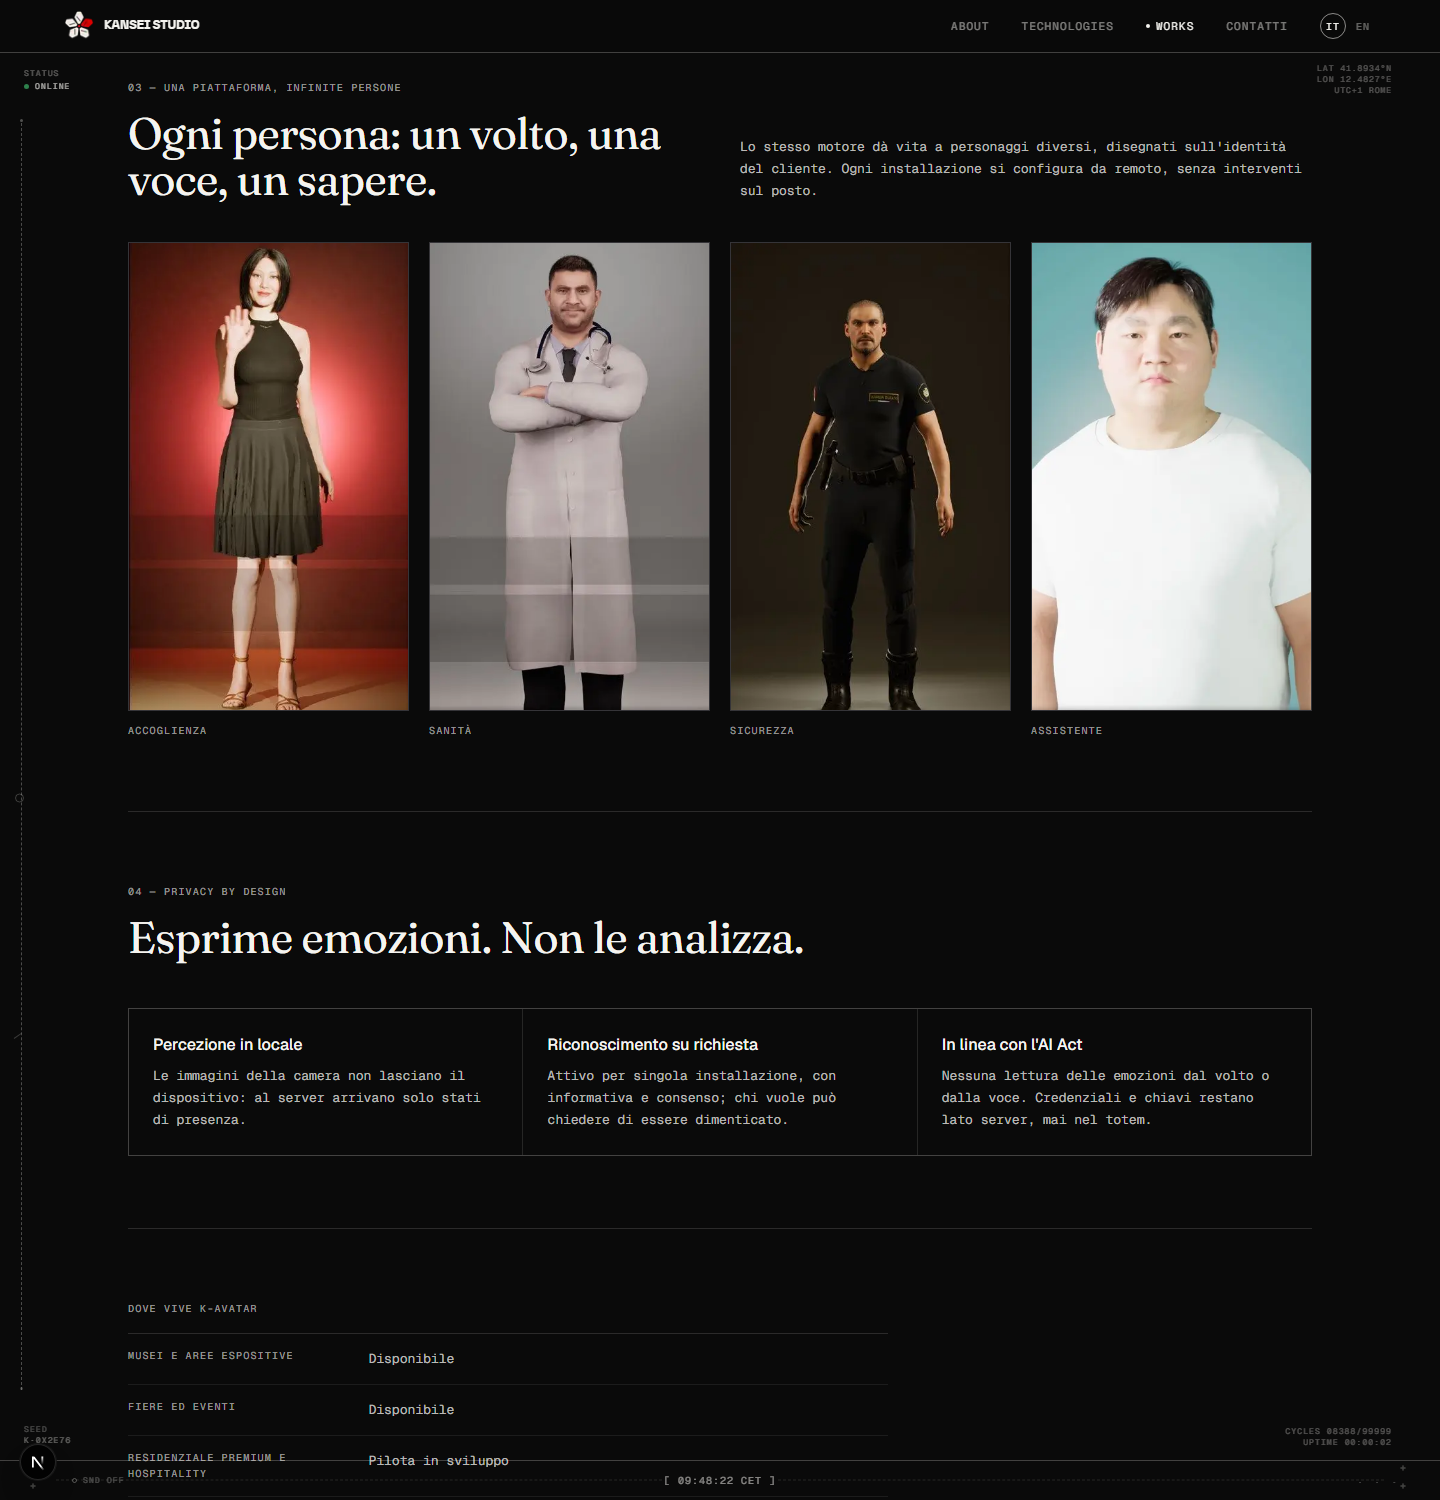 KANSEI STUDIO
ABOUT
TECHNOLOGIES
• WORKS
CONTATTI
IT
EN
STATUS
ONLINE
LAT 41.8934°N
LON 12.4827°E
UTC+1 ROME
03 — UNA PIATTAFORMA, INFINITE PERSONE
Ogni persona: un volto, una
voce, un sapere.
Lo stesso motore dà vita a personaggi diversi, disegnati sull'identità
del cliente. Ogni installazione si configura da remoto, senza interventi
sul posto.
ACCOGLIENZA
SANITÀ
SICUREZZA
ASSISTENTE
04 — PRIVACY BY DESIGN
Esprime emozioni. Non le analizza.
Percezione in locale
Le immagini della camera non lasciano il
dispositivo: al server arrivano solo stati
di presenza.
Riconoscimento su richiesta
Attivo per singola installazione, con
informativa e consenso; chi vuole può
chiedere di essere dimenticato.
In linea con l'AI Act
Nessuna lettura delle emozioni dal volto o
dalla voce. Credenziali e chiavi restano
lato server, mai nel totem.
DOVE VIVE K-AVATAR
MUSEI E AREE ESPOSITIVE
Disponibile
FIERE ED EVENTI
Disponibile
RESIDENZIALE PREMIUM E
HOSPITALITY
Pilota in sviluppo
SEED
K-0X2E76
N
SND OFF
[ 09:48:22 CET ]
CYCLES 08388/99999
UPTIME 00:00:02